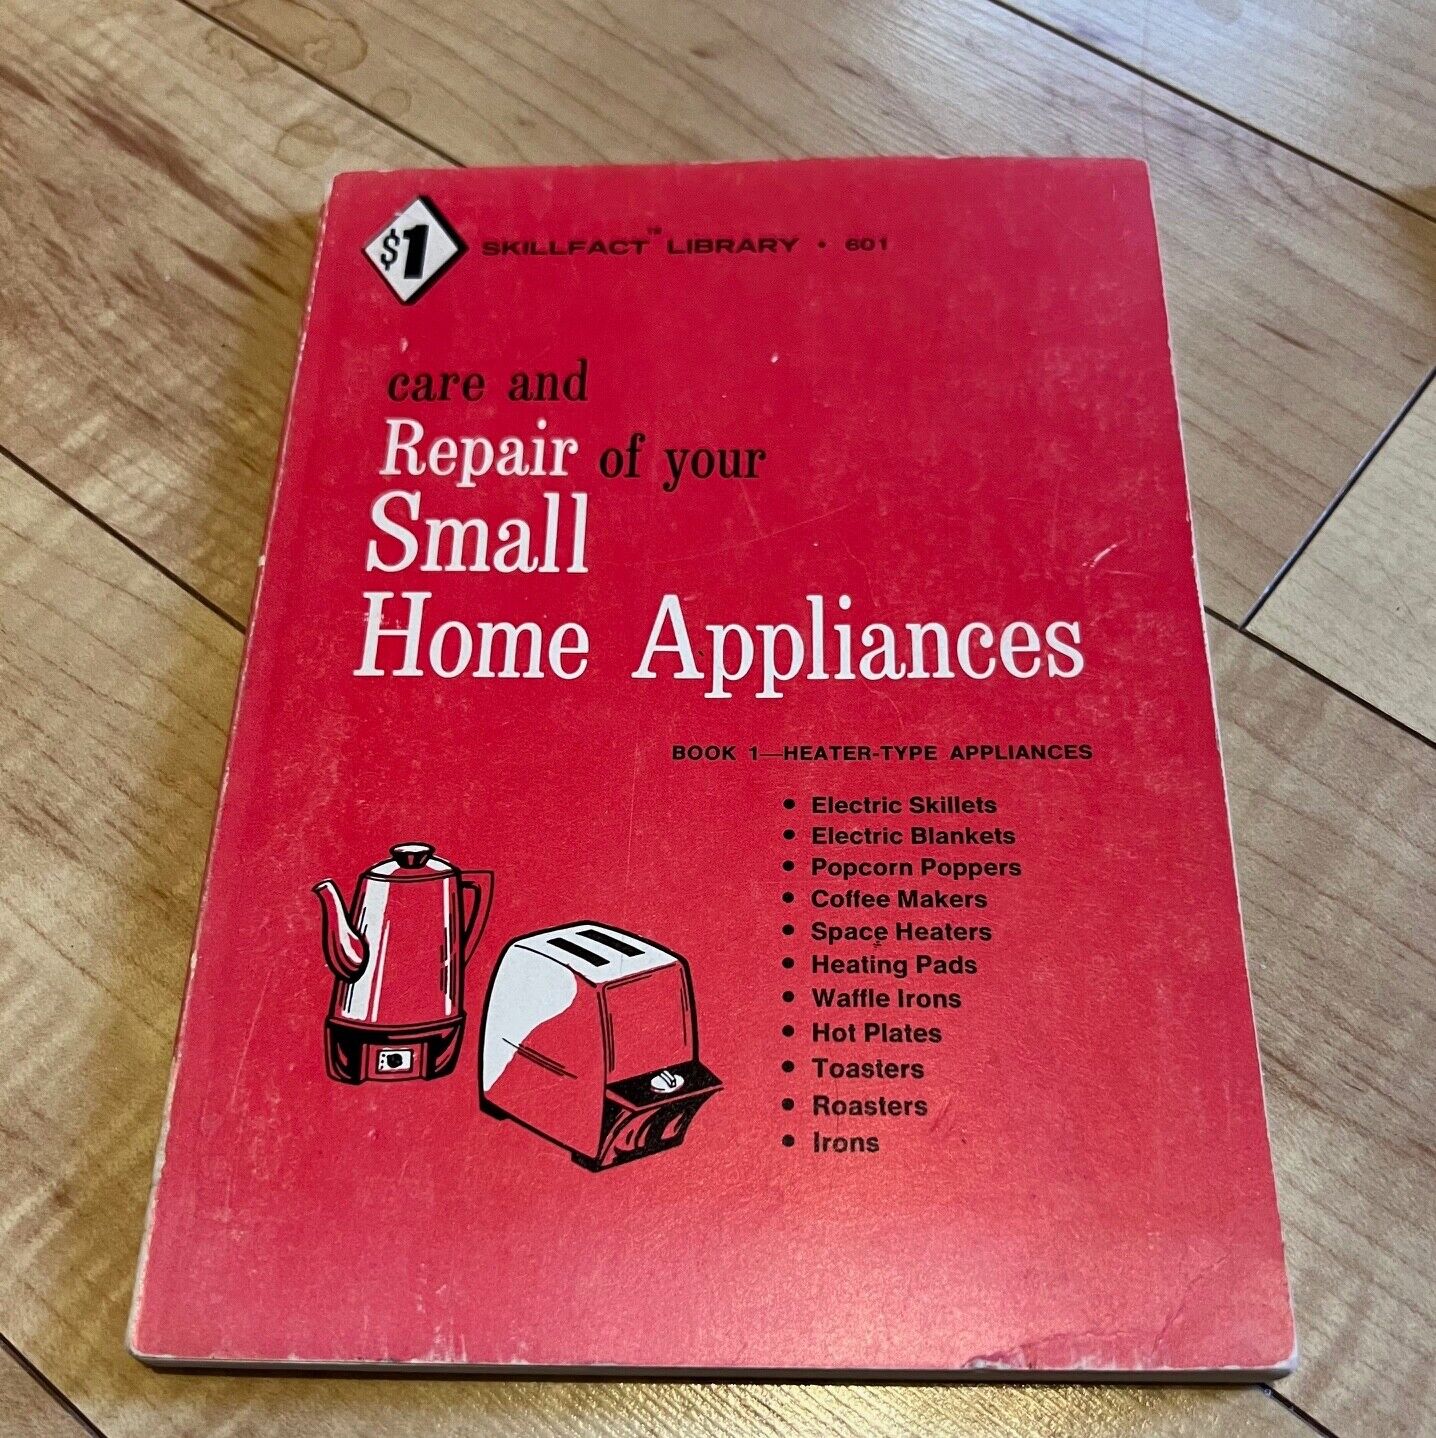 $1 SKILLFACT™ LIBRARY • 601
care and
Repair of your
Small
Home Appliances
BOOK 1—HEATER-TYPE APPLIANCES
• Electric Skillets
• Electric Blankets
• Popcorn Poppers
• Coffee Makers
• Space Heaters
• Heating Pads
• Waffle Irons
• Hot Plates
• Toasters
• Roasters
• Irons